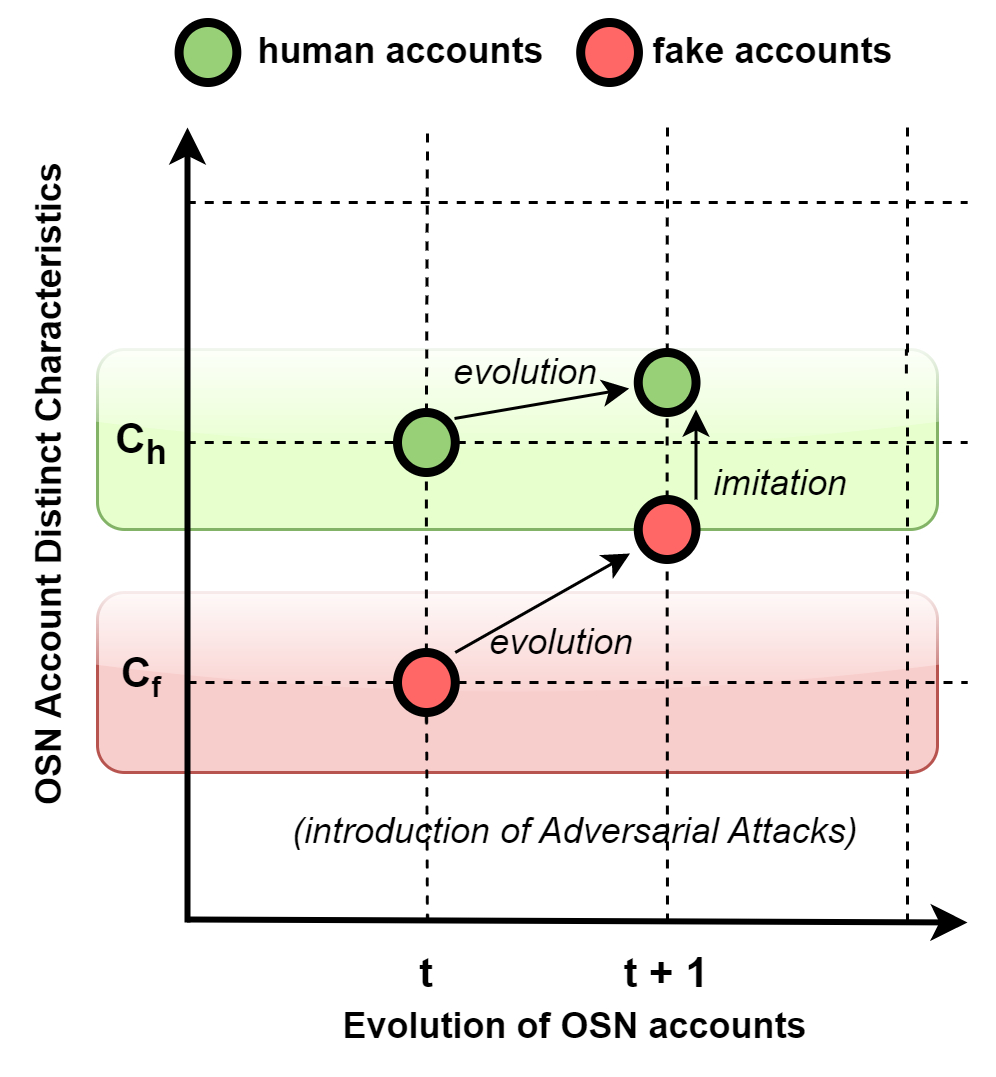 human accounts
fake accounts
OSN Account Distinct Characteristics
evolution
Ch
imitation
evolution
Cf
(introduction of Adversarial Attacks)
t
t + 1
Evolution of OSN accounts